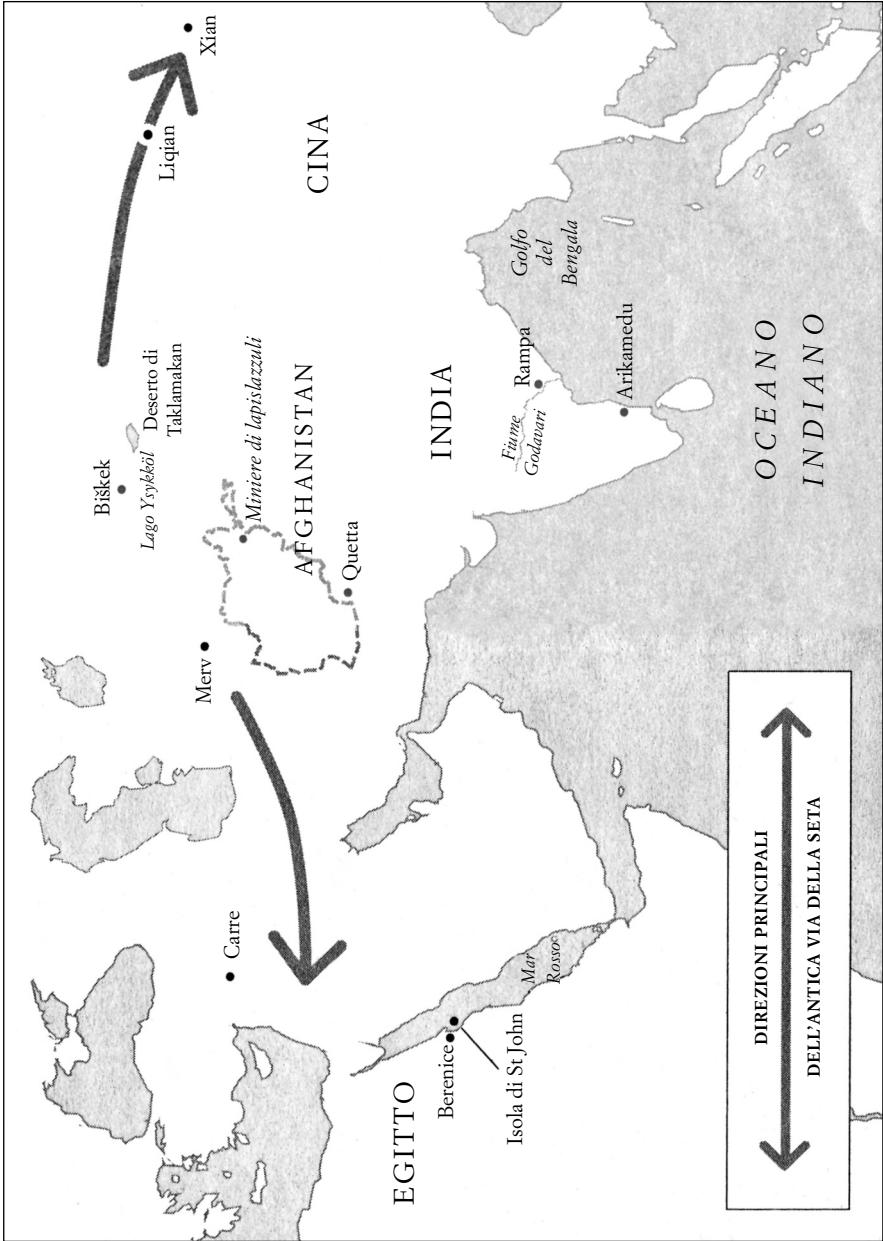 Xian
Liqian
CINA
Deserto di
Taklamakan
Biškek
Lago Ysykköl
Miniere di lapislazzuli
AFGHANISTAN
Quetta
Merv
INDIA
Golfo
del
Bengala
Rampa
Fiume
Godavari
Arikamedu
OCEANO
INDIANO
Carre
Mar
Rosso
Berenice
Isola di St John
EGITTO
DIREZIONI PRINCIPALI
DELL'ANTICA VIA DELLA SETA